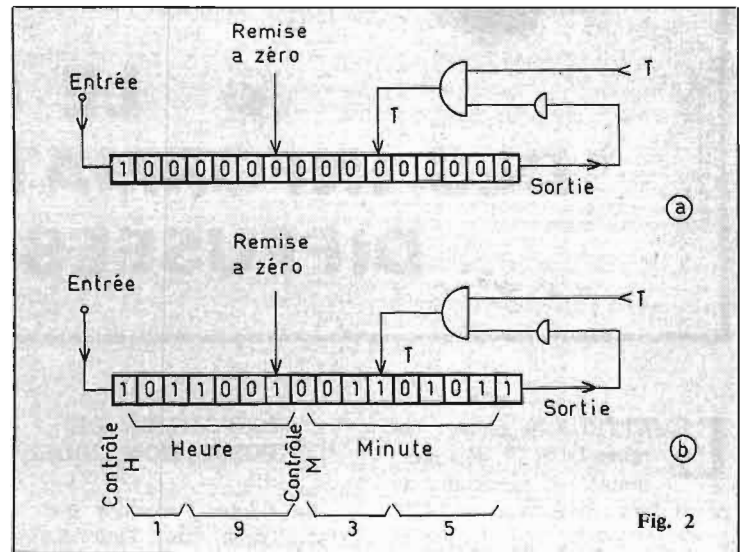 Remise
a zéro
Entrée
T
T
1 0 0 0 0 0 0 0 0 0 0 0 0 0 0 0
Sortie
a
Remise
a zéro
Entrée
T
T
1 0 1 1 0 0 1 0 0 1 1 0 1 0 1 1
Sortie
Contrôle H
Heure
Contrôle M
Minute
b
1 9 3 5
Fig. 2